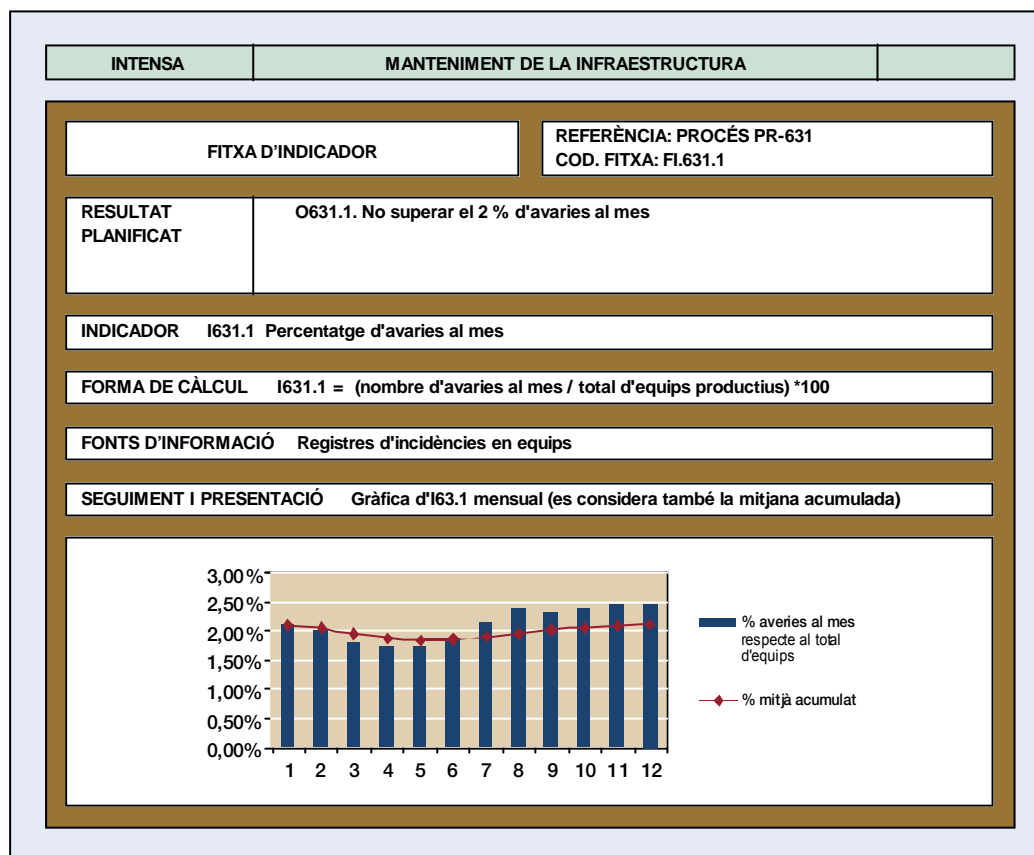 INTENSA
MANTENIMENT DE LA INFRAESTRUCTURA
FITXA D'INDICADOR
REFERÈNCIA: PROCÉS PR-631
COD. FITXA: FI.631.1
RESULTAT
PLANIFICAT
O631.1. No superar el 2 % d'avaries al mes
INDICADOR I631.1 Percentatge d'avaries al mes
FORMA DE CÀLCUL I631.1 = (nombre d'avaries al mes / total d'equips productius) *100
FONTS D'INFORMACIÓ Registres d'incidències en equips
SEGUIMENT I PRESENTACIÓ Gràfica d'I63.1 mensual (es considera també la mitjana acumulada)
3,00%
2,50%
2,00%
1,50%
1,00%
0,50%
0,00%
1 2 3 4 5 6 7 8 9 10 11 12
% averies al mes
respecte al total
d'equips
% mitjà acumulat